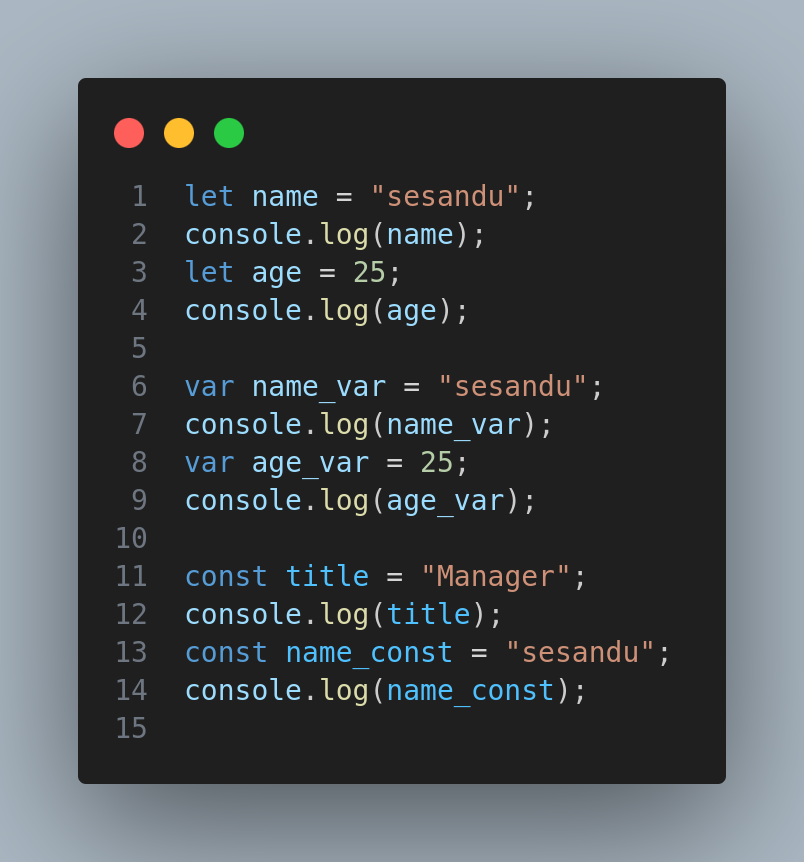 1 let name = "sesandu";
2 console.log(name);
3 let age = 25;
4 console.log(age);
5
6 var name_var = "sesandu";
7 console.log(name_var);
8 var age_var = 25;
9 console.log(age_var);
10
11 const title = "Manager";
12 console.log(title);
13 const name_const = "sesandu";
14 console.log(name_const);
15